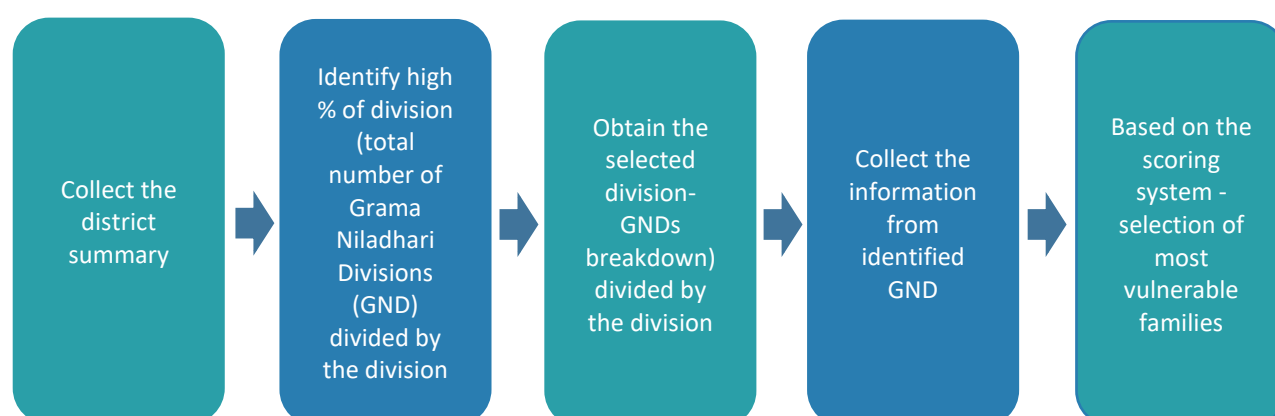 Collect the
district
summary
Identify high
% of division
(total
number of
Grama
Niladhari
Divisions
(GND)
divided by
the division
Obtain the
selected
division-
GNDs
breakdown)
divided by
the division
Collect the
information
from
identified
GND
Based on the
scoring
system -
selection of
most
vulnerable
families